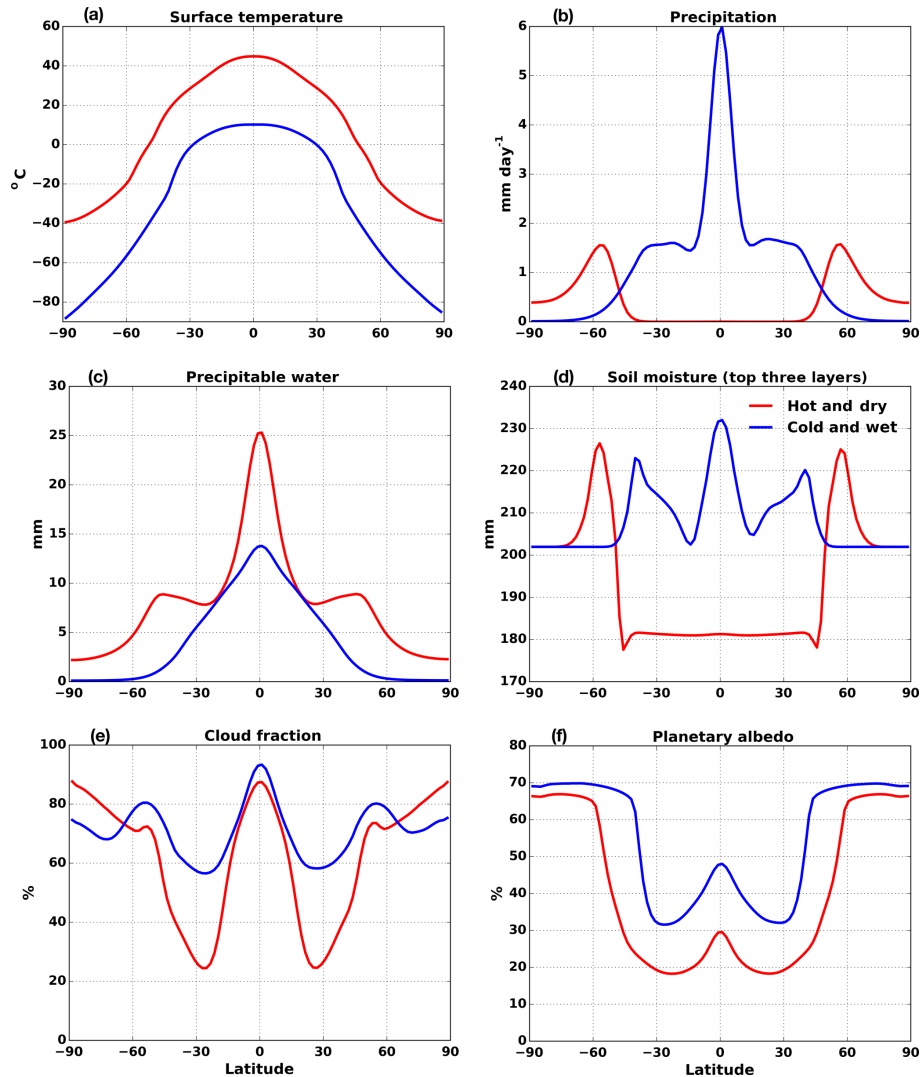 (a) Surface temperature
60
40
20
0
−20
−40
−60
−80
°C
−90 −60 −30 0 30 60 90
(b) Precipitation
6
5
4
3
2
1
0
mm day-1
−90 −60 −30 0 30 60 90
(c) Precipitable water
30
25
20
15
10
5
0
mm
−90 −60 −30 0 30 60 90
(d) Soil moisture (top three layers)
Hot and dry
Cold and wet
240
230
220
210
202
190
180
170
mm
−90 −60 −30 0 30 60 90
(e) Cloud fraction
100
80
60
40
20
0
%
−90 −60 −30 0 30 60 90
Latitude
(f) Planetary albedo
80
70
60
50
40
30
20
10
0
%
−90 −60 −30 0 30 60 90
Latitude